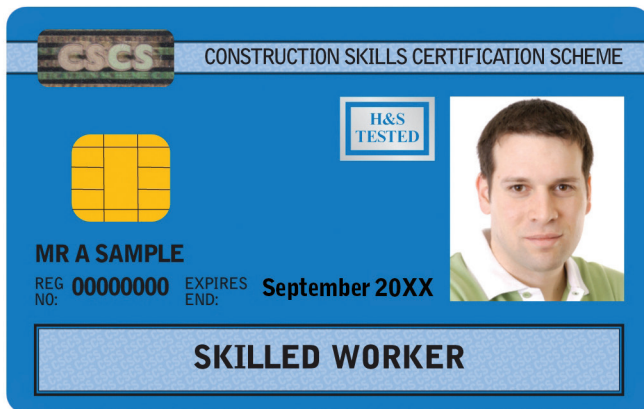 CSCS
CONSTRUCTION SKILLS CERTIFICATION SCHEME
H&S
TESTED
MR A SAMPLE
REG NO: 00000000 EXPIRES END: September 20XX
SKILLED WORKER